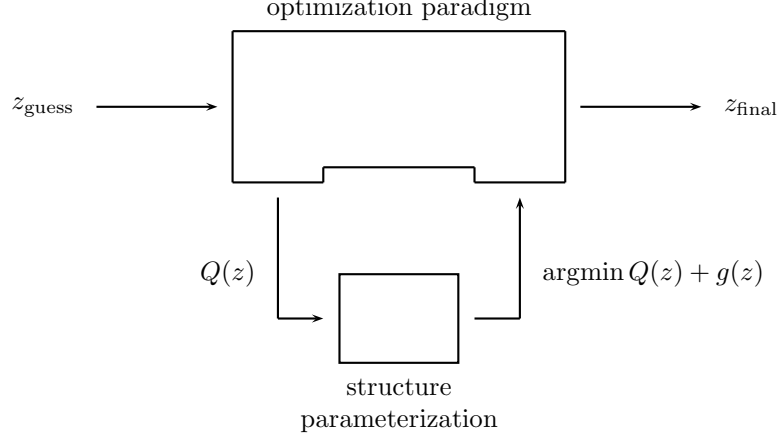 optimization paradigm
z_guess
z_final
Q(z)
argmin Q(z) + g(z)
structure
parameterization